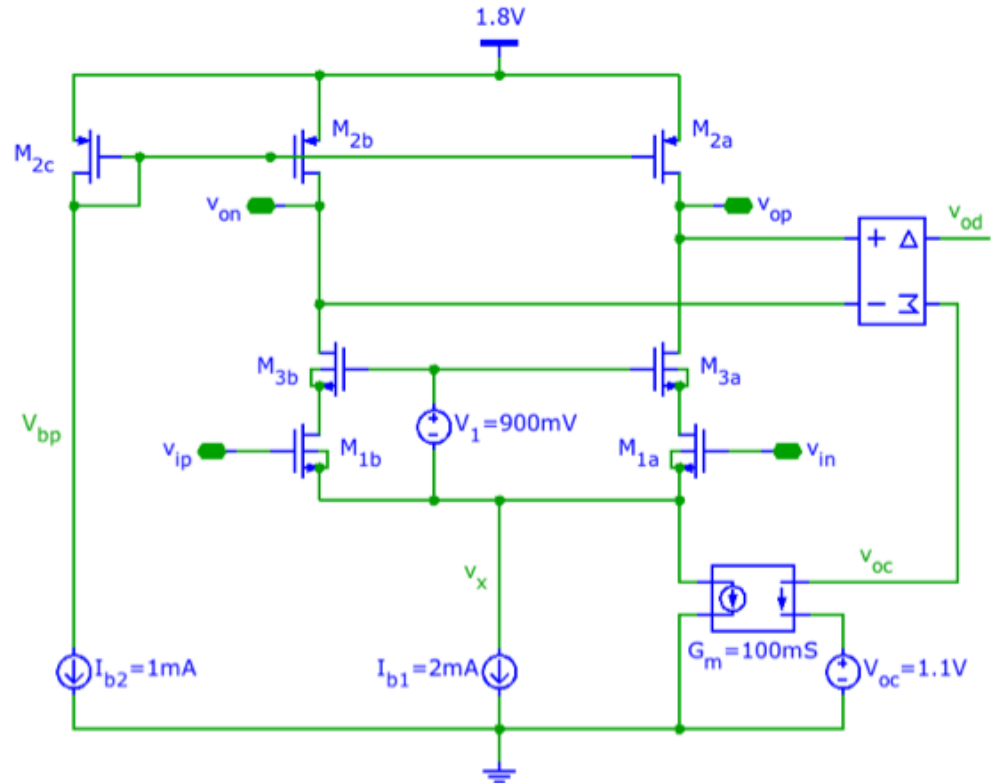 1.8V
M2c
M2b
M2a
von
vop
vod
+ Δ
− Σ
M3b
M3a
V1=900mV
Vbp
vip
M1b
M1a
vin
vx
voc
Gm=100mS
Ib2=1mA
Ib1=2mA
Voc=1.1V